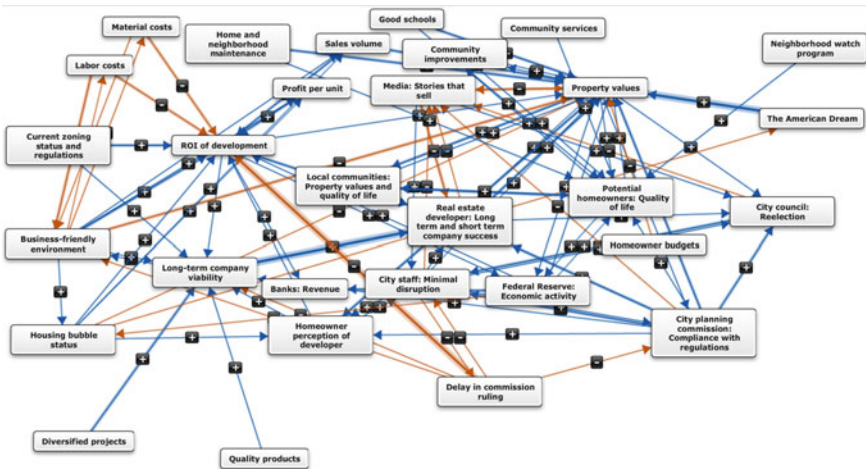 Material costs
Good schools
Community services
Home and
neighborhood
maintenance
Sales volume
Community
improvements
Neighborhood watch
program
Labor costs
Profit per unit
Media: Stories that
sell
Property values
The American Dream
Current zoning
status and
regulations
ROI of development
Local communities:
Property values and
quality of life
Potential
homeowners: Quality
of life
Real estate
developer: Long
term and short term
company success
City council:
Reelection
Business-friendly
environment
Homeowner budgets
Long-term company
viability
Banks: Revenue
City staff: Minimal
disruption
Federal Reserve:
Economic activity
Housing bubble
status
Homeowner
perception of
developer
City planning
commission:
Compliance with
regulations
Delay in commission
ruling
Diversified projects
Quality products